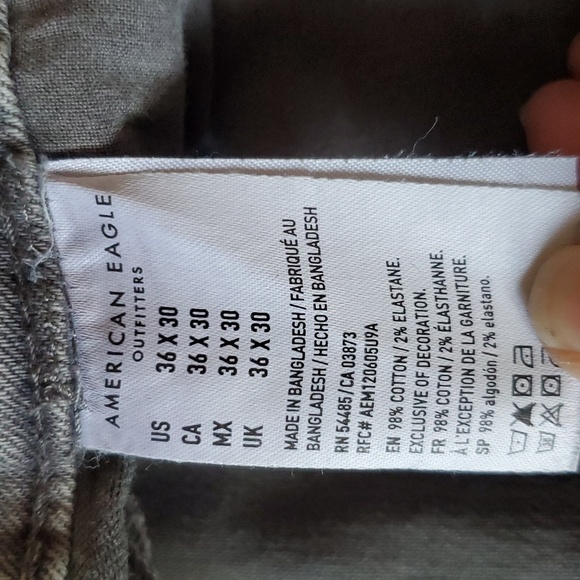 AMERICAN EAGLE
OUTFITTERS
US 36 X 30
CA 36 X 30
MX 36 X 30
UK 36 X 30
MADE IN BANGLADESH / FABRIQUÉ AU
BANGLADESH / HECHO EN BANGLADESH
RN 54485 / CA 03873
REC# AEM120605U9A
EN 98% COTTON / 2% ELASTANE.
EXCLUSIVE OF DECORATION.
FR 98% COTON / 2% ÉLASTHANNE.
À L'EXCEPTION DE LA GARNITURE.
SP 98% algodón / 2% elastano.